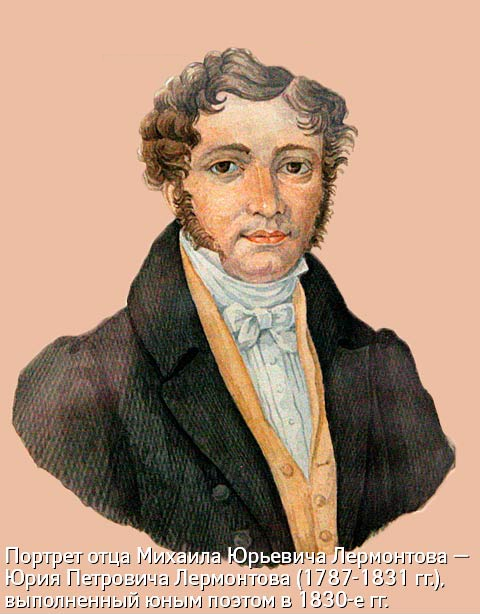 Портрет отца Михаила Юрьевича Лермонтова —
Юрия Петровича Лермонтова (1787-1831 гг.),
выполненный юным поэтом в 1830-е гг.